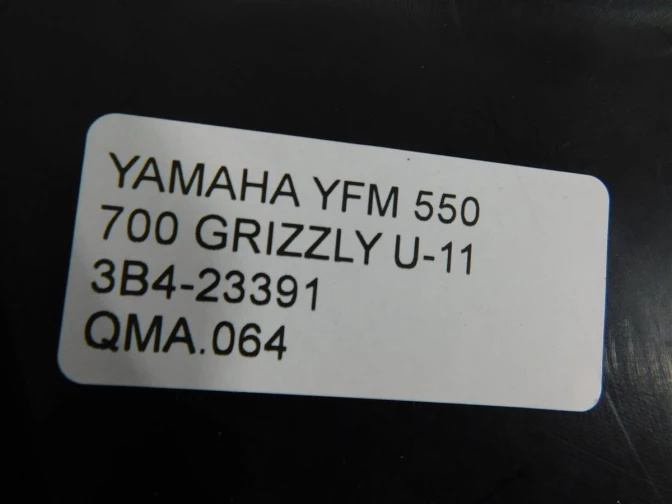 YAMAHA YFM 550
700 GRIZZLY U-11
3B4-23391
QMA.064